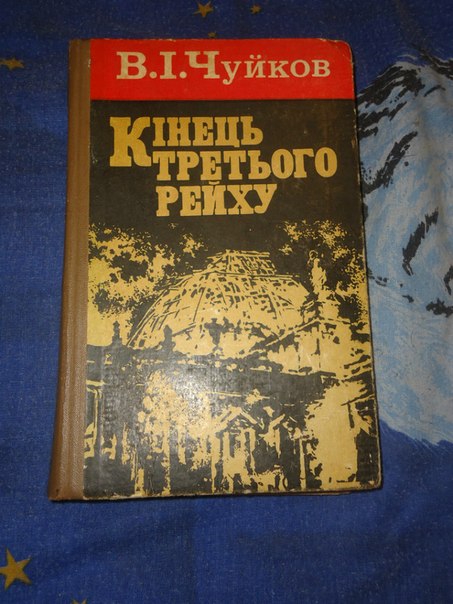 В.І.Чуйков
Кінець
третього
рейху